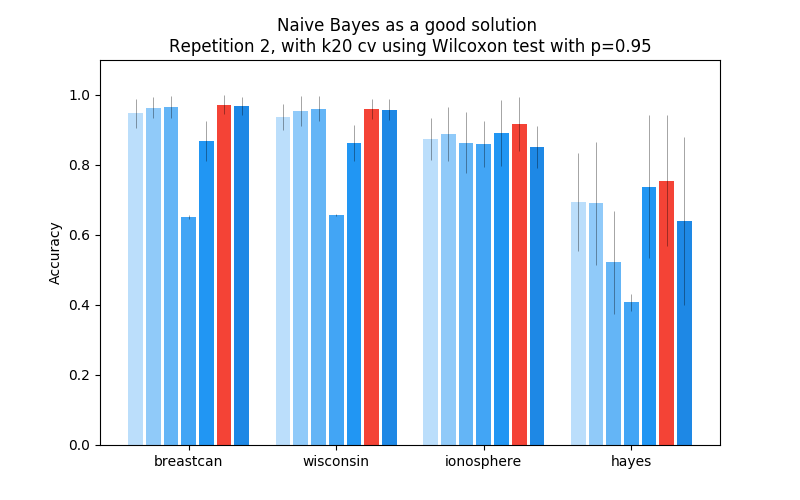 Naive Bayes as a good solution
Repetition 2, with k20 cv using Wilcoxon test with p=0.95
1.0
0.8
0.6
0.4
0.2
0.0
Accuracy
breastcan
wisconsin
ionosphere
hayes